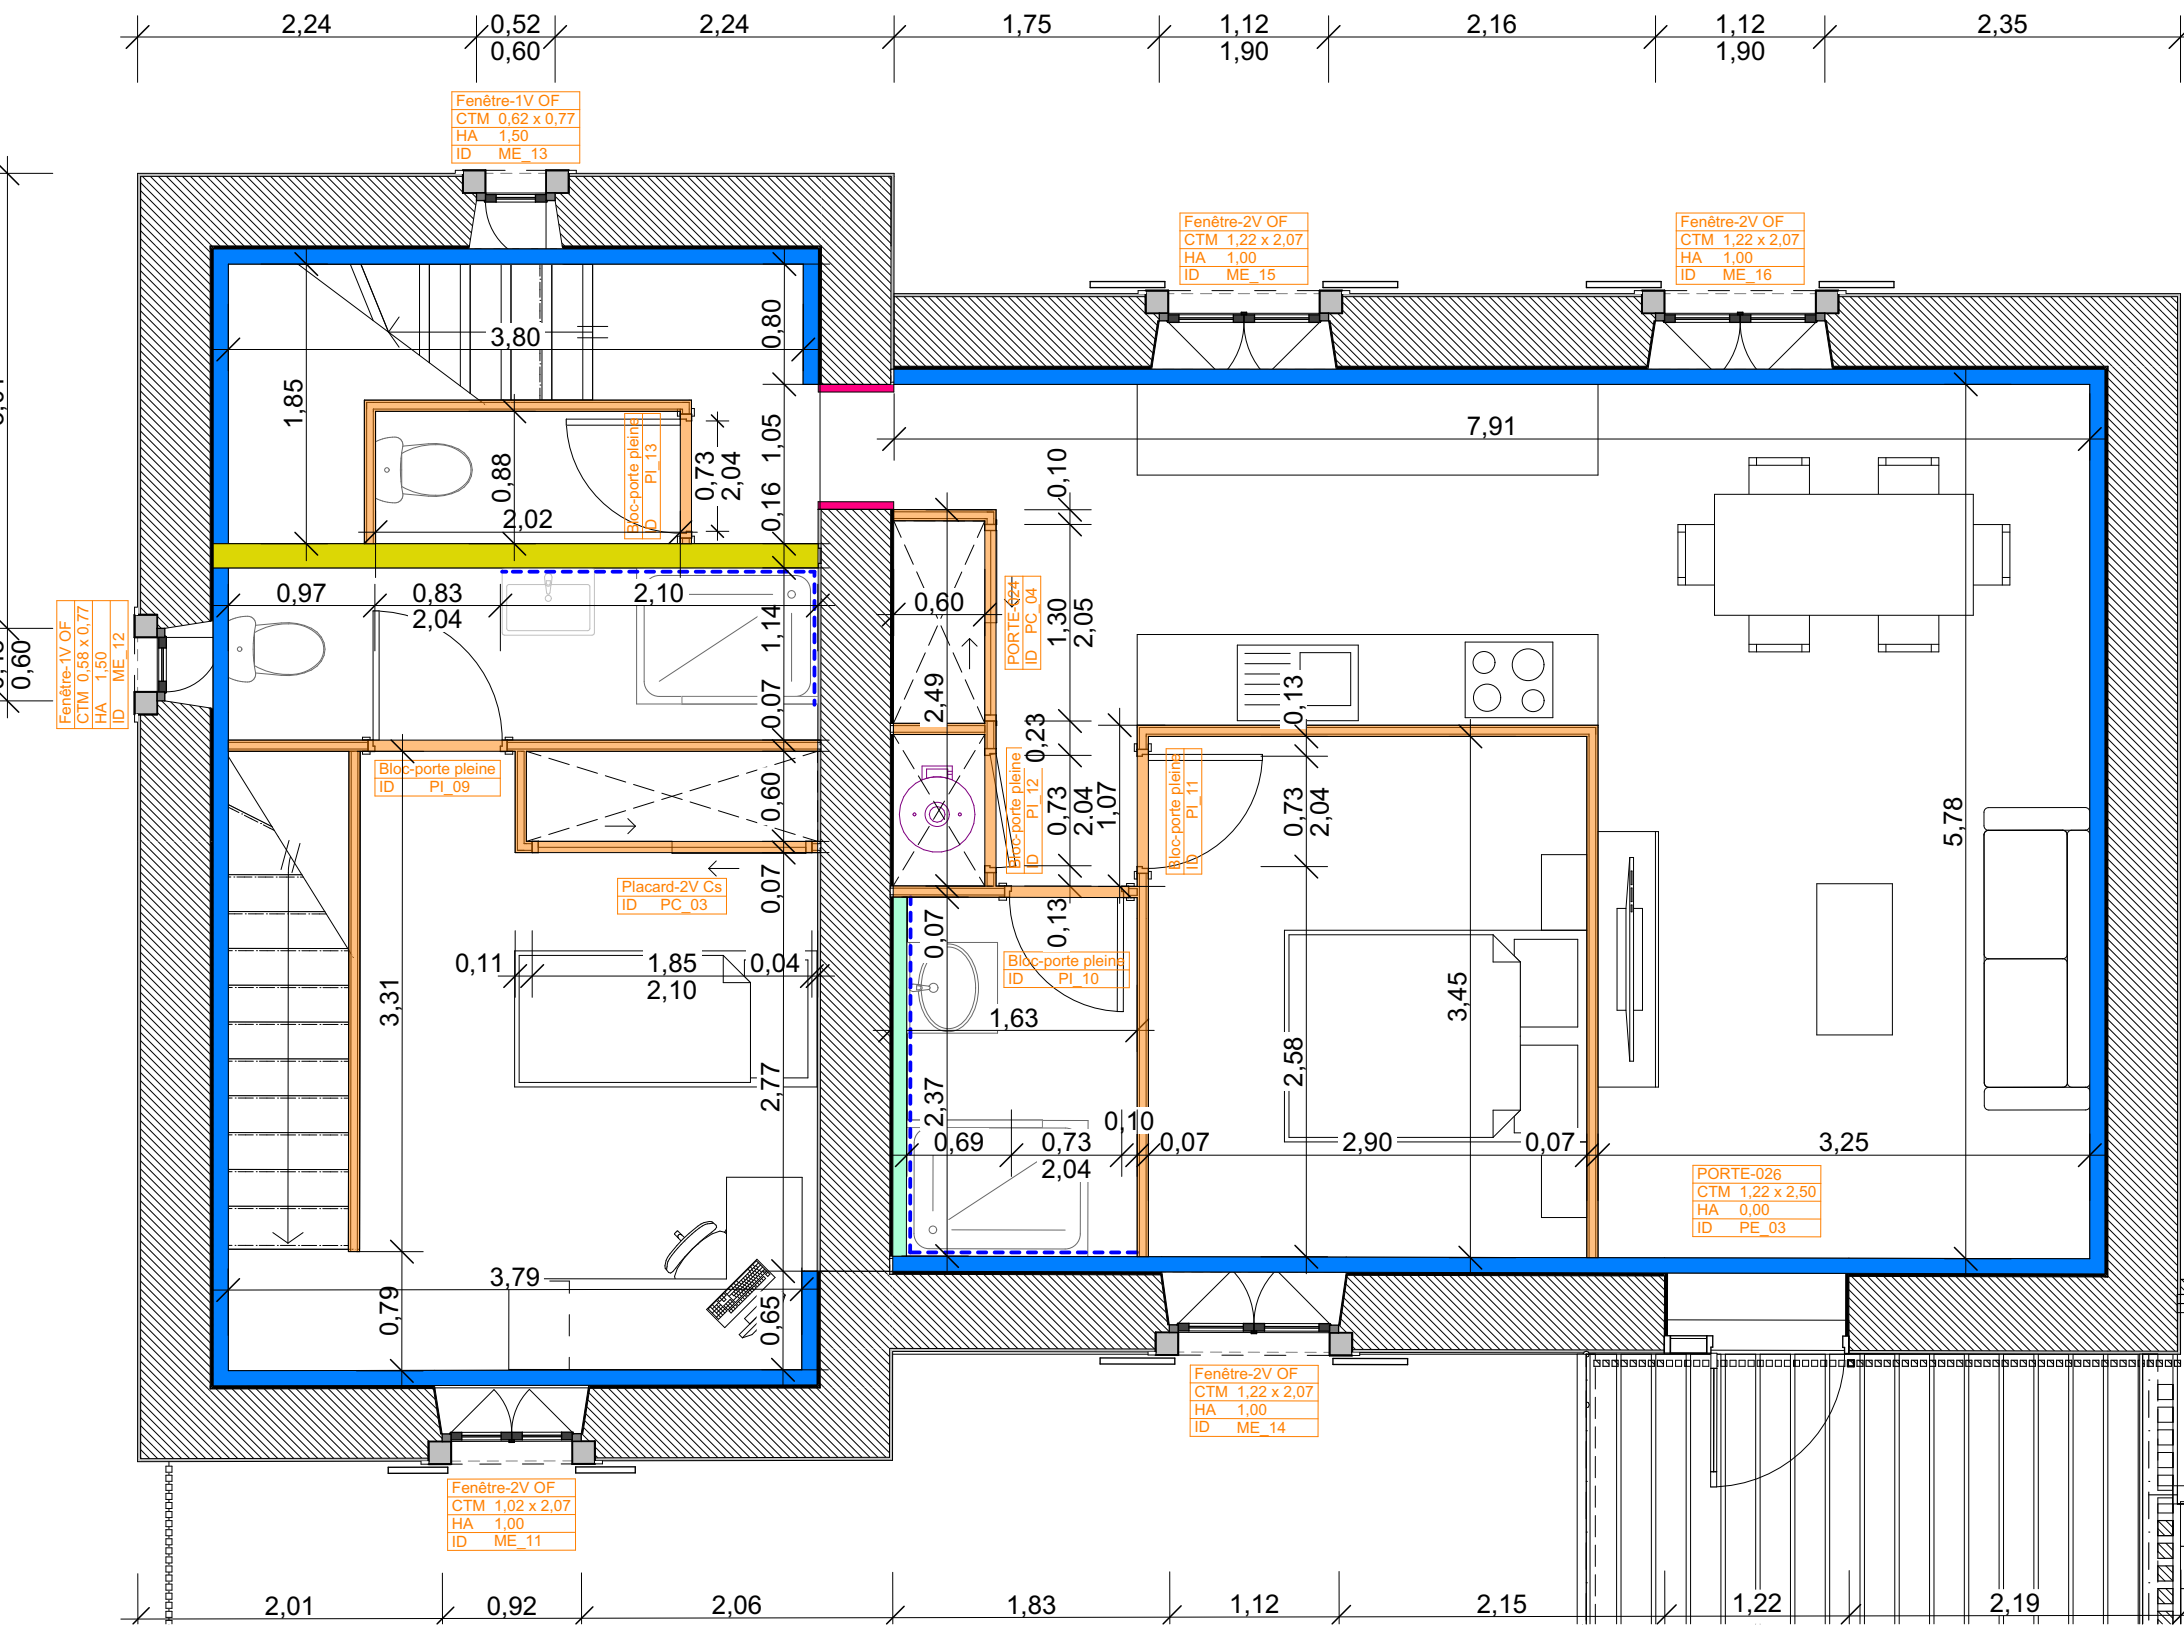 2,24
0,52
0,60
2,24
1,75
1,12
1,90
2,16
1,12
1,90
2,35
Fenêtre-1V OF
CTM 0,62 x 0,77
HA 1,50
ID ME_13
Fenêtre-2V OF
CTM 1,22 x 2,07
HA 1,00
ID ME_15
Fenêtre-2V OF
CTM 1,22 x 2,07
HA 1,00
ID ME_16
3,80
0,80
1,85
1,05
7,91
0,88
Bloc-porte pleine
ID PI_13
0,73
2,04
0,16
2,02
0,10
0,97
0,83
2,04
2,10
1,14
0,60
PORTE-024
ID PC_04
1,30
2,05
Fenêtre-1V OF
CTM 0,58 x 0,77
HA 1,50
ID ME_12
0,60
0,07
2,49
0,23
0,13
Bloc-porte pleine
ID PI_09
0,60
Bloc-porte pleine
ID PI_12
0,73
2,04
1,07
Bloc-porte pleine
ID PI_11
0,73
2,04
5,78
Placard-2V Cs
ID PC_03
0,07
0,07
0,13
Bloc-porte pleine
ID PI_10
0,11
1,85
2,10
0,04
3,31
1,63
3,45
2,58
2,77
2,37
0,69
0,73
2,04
0,10
0,07
2,90
0,07
3,25
PORTE-026
CTM 1,22 x 2,50
HA 0,00
ID PE_03
3,79
0,79
0,65
Fenêtre-2V OF
CTM 1,22 x 2,07
HA 1,00
ID ME_14
Fenêtre-2V OF
CTM 1,02 x 2,07
HA 1,00
ID ME_11
2,01
0,92
2,06
1,83
1,12
2,15
1,22
2,19